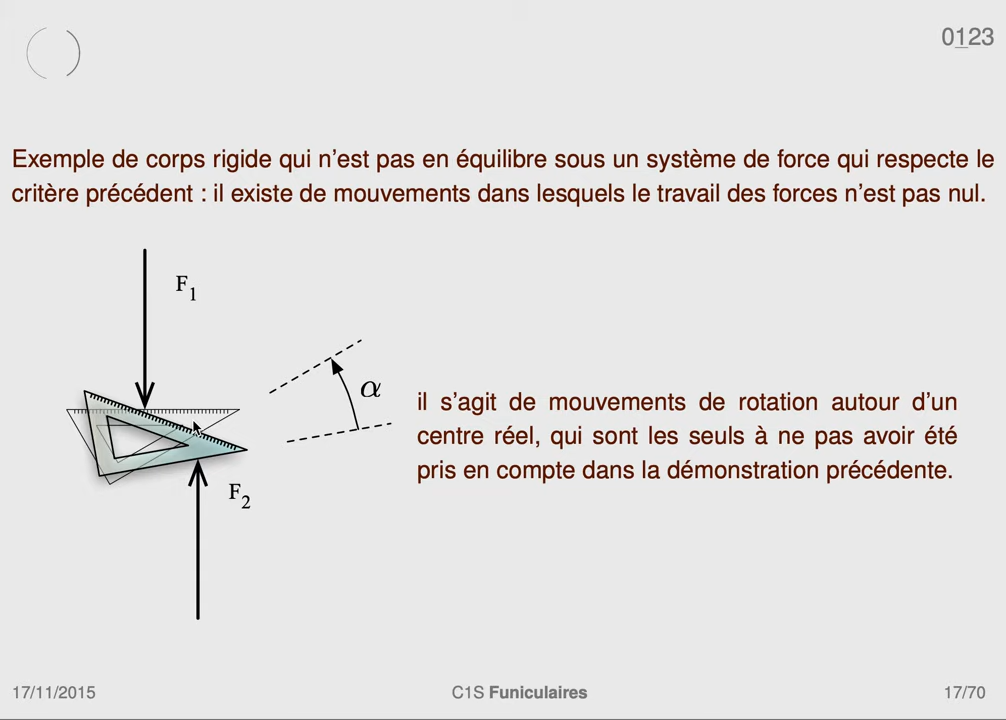 0123
Exemple de corps rigide qui n'est pas en équilibre sous un système de force qui respecte le
critère précédent : il existe de mouvements dans lesquels le travail des forces n'est pas nul.
F1
α
il s'agit de mouvements de rotation autour d'un
centre réel, qui sont les seuls à ne pas avoir été
pris en compte dans la démonstration précédente.
F2
17/11/2015
C1S Funiculaires
17/70